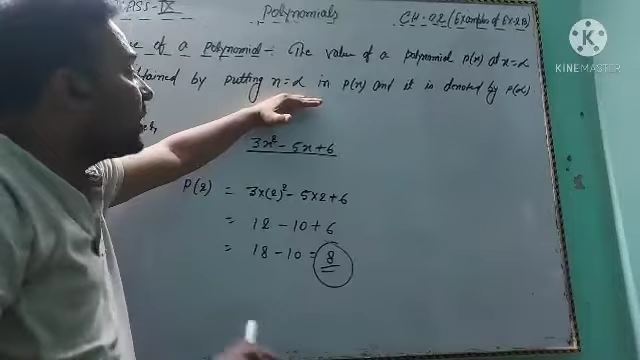 CLASS-IX Polynomials CH-02 (Examples of EX-2B)
of a polynomial :- The value of a polynomial p(x) at x=α
obtained by putting x=α in p(x) and it is denoted by p(α).
3x² - 5x + 6
P(2) = 3×(2)² - 5×2 + 6
= 12 - 10 + 6
= 18 - 10 = 8
KINEMASTER